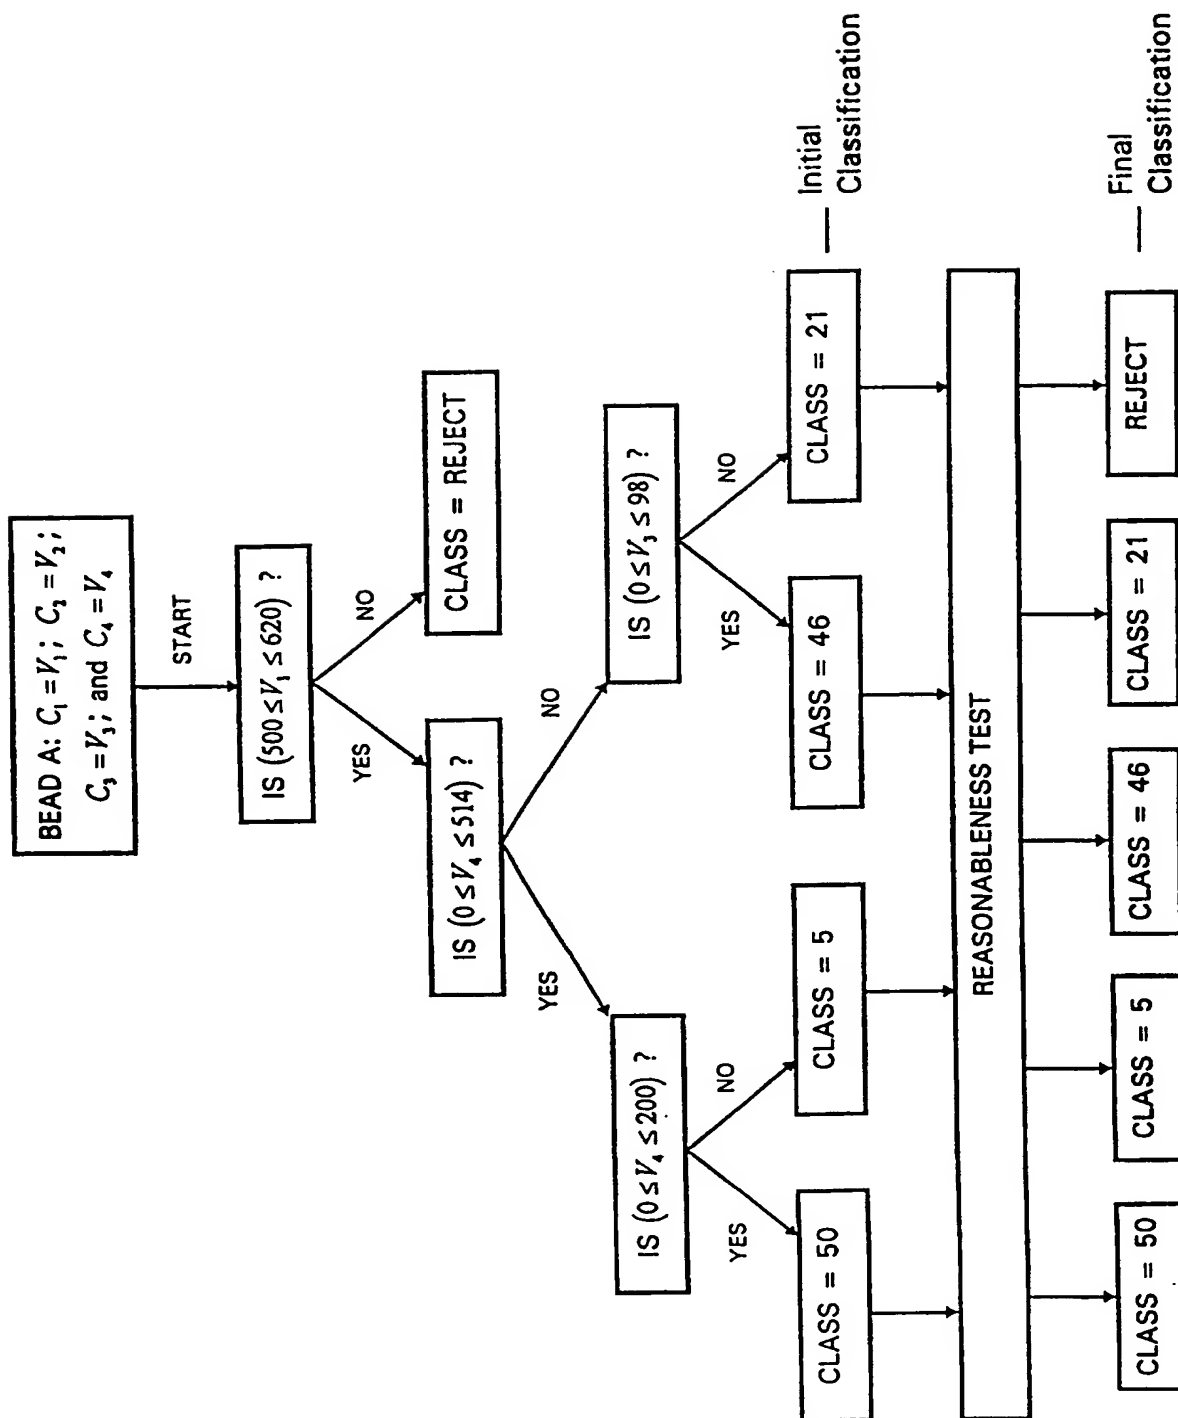 BEAD A: C₁ = V₁; C₂ = V₂;
C₃ = V₃; and C₄ = V₄
START
IS (500 ≤ V₁ ≤ 620) ?
YES
NO
IS (0 ≤ V₄ ≤ 514) ?
CLASS = REJECT
YES
NO
IS (0 ≤ V₄ ≤ 200) ?
IS (0 ≤ V₃ ≤ 98) ?
YES
NO
YES
NO
CLASS = 50
CLASS = 5
CLASS = 46
CLASS = 21
Initial
Classification
REASONABLENESS TEST
CLASS = 50
CLASS = 5
CLASS = 46
CLASS = 21
REJECT
Final
Classification